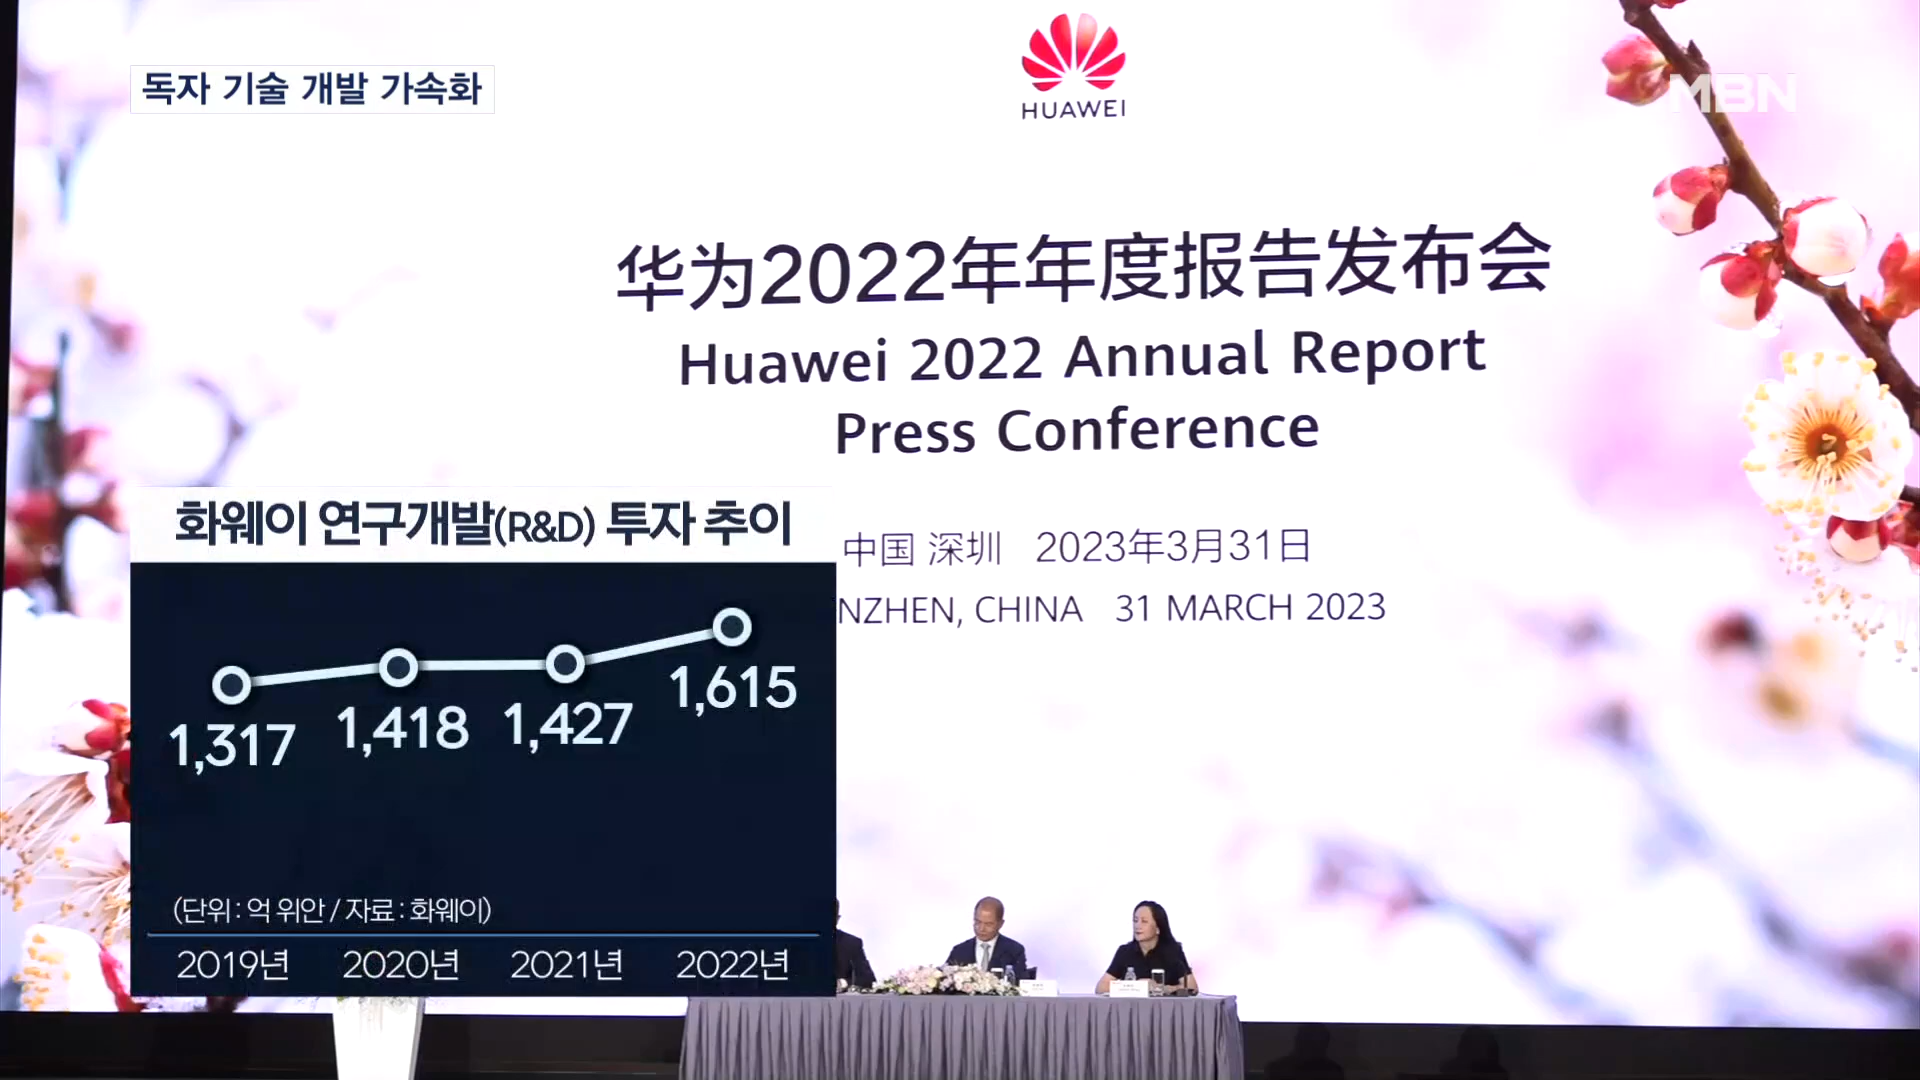 독자 기술 개발 가속화
HUAWEI
MBN
华为2022年年度报告发布会
Huawei 2022 Annual Report
Press Conference
中国 深圳 2023年3月31日
NZHEN, CHINA 31 MARCH 2023
화웨이 연구개발(R&D) 투자 추이
1,317 1,418 1,427 1,615
(단위 : 억 위안 / 자료 : 화웨이)
2019년 2020년 2021년 2022년